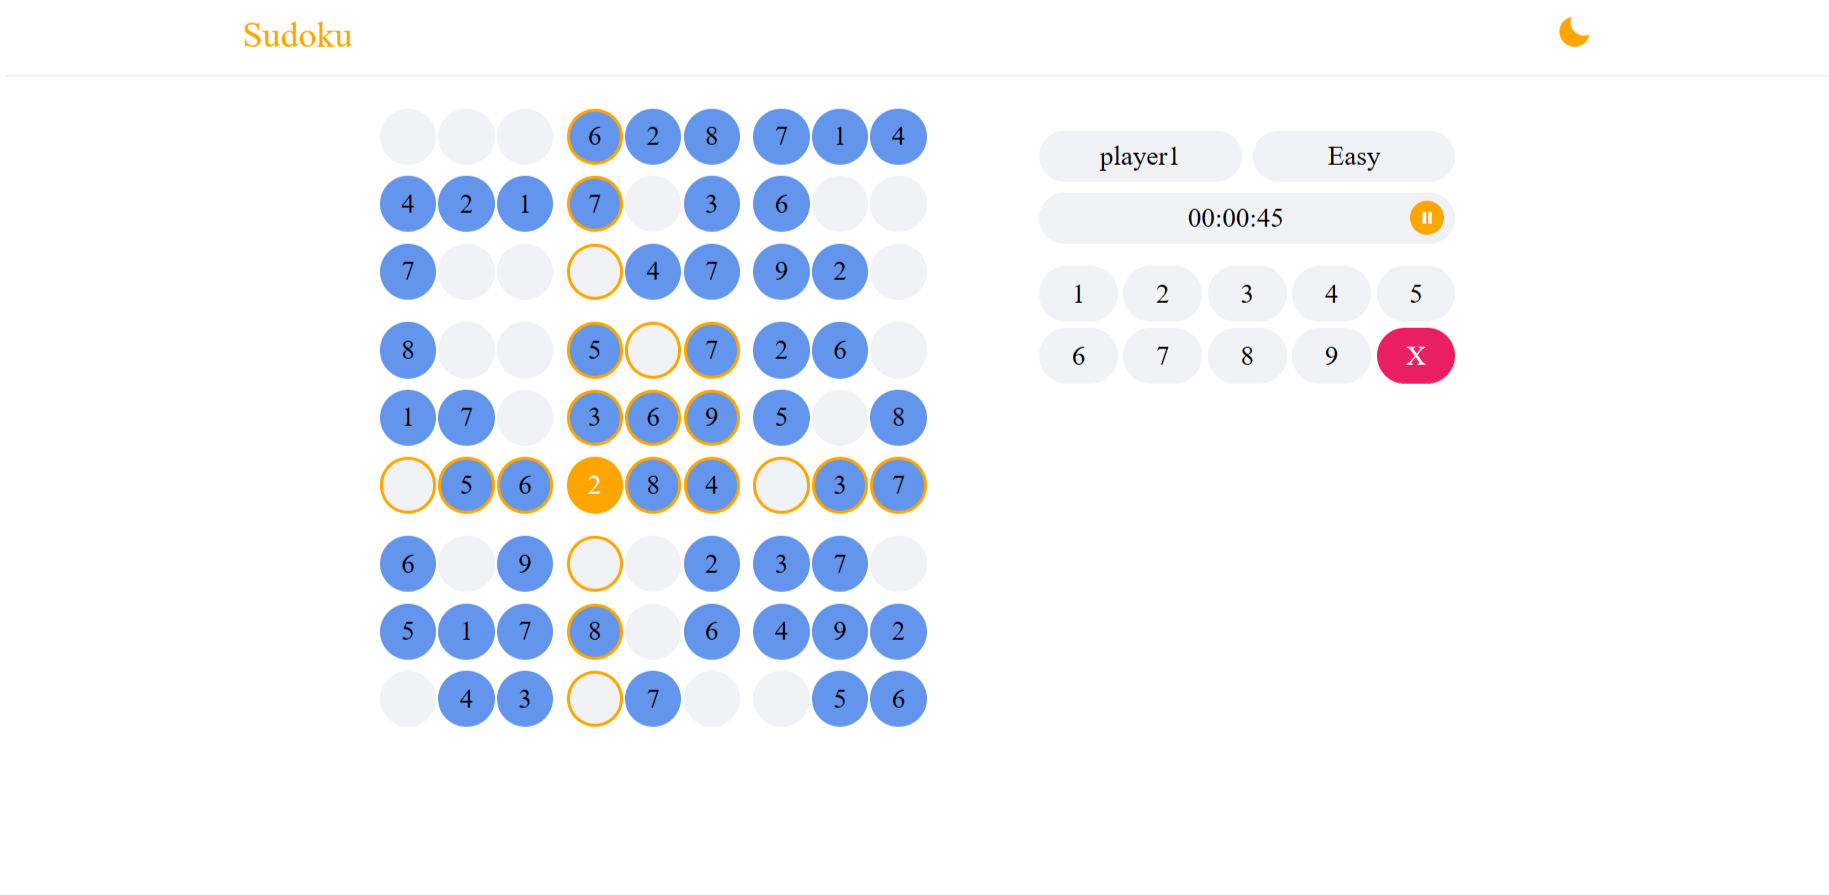 Sudoku
6 2 8 7 1 4
4 2 1 7 3 6
7 4 7 9 2
8 5 7 2 6
1 7 3 6 9 5 8
5 6 2 8 4 3 7
6 9 2 3 7
5 1 7 8 6 4 9 2
4 3 7 5 6
player1 Easy
00:00:45
1 2 3 4 5
6 7 8 9 X